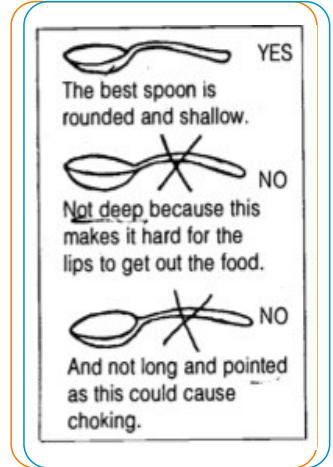 YES
The best spoon is
rounded and shallow.
NO
Not deep because this
makes it hard for the
lips to get out the food.
NO
And not long and pointed
as this could cause
choking.